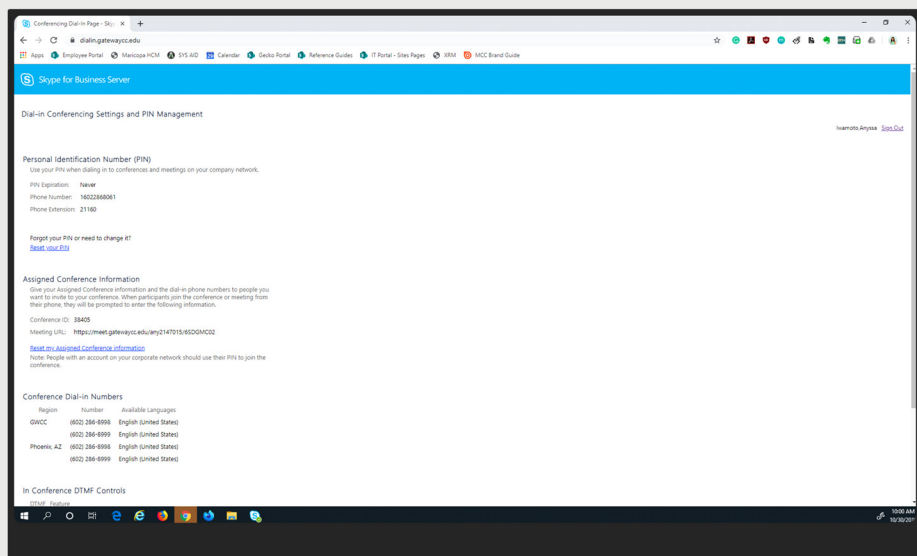 Conferencing Dial-In Page - Sky
dialin.gatewaycc.edu
Apps Employee Portal Maricopa HCM SYS AID Calendar Gecko Portal Reference Guides IT Portal - Sites Pages XRM MCC Brand Guide
Skype for Business Server
Dial-in Conferencing Settings and PIN Management
Iwamoto,Anyssa Sign Out
Personal Identification Number (PIN)
Use your PIN when dialing in to conferences and meetings on your company network.
PIN Expiration: Never
Phone Number: 16022868061
Phone Extension: 21160
Forgot your PIN or need to change it?
Reset your PIN
Assigned Conference Information
Give your Assigned Conference information and the dial-in phone numbers to people you
want to invite to your conference. When participants join the conference or meeting from
their phone, they will be prompted to enter the following information.
Conference ID: 38405
Meeting URL: https://meet.gatewaycc.edu/any2147015/6SDGMC02
Reset my Assigned Conference information
Note: People with an account on your corporate network should use their PIN to join the
conference.
Conference Dial-in Numbers
Region Number Available Languages
GWCC (602) 286-8998 English (United States)
(602) 286-8999 English (United States)
Phoenix, AZ (602) 286-8998 English (United States)
(602) 286-8999 English (United States)
In Conference DTMF Controls
DTMF Feature
10:00 AM